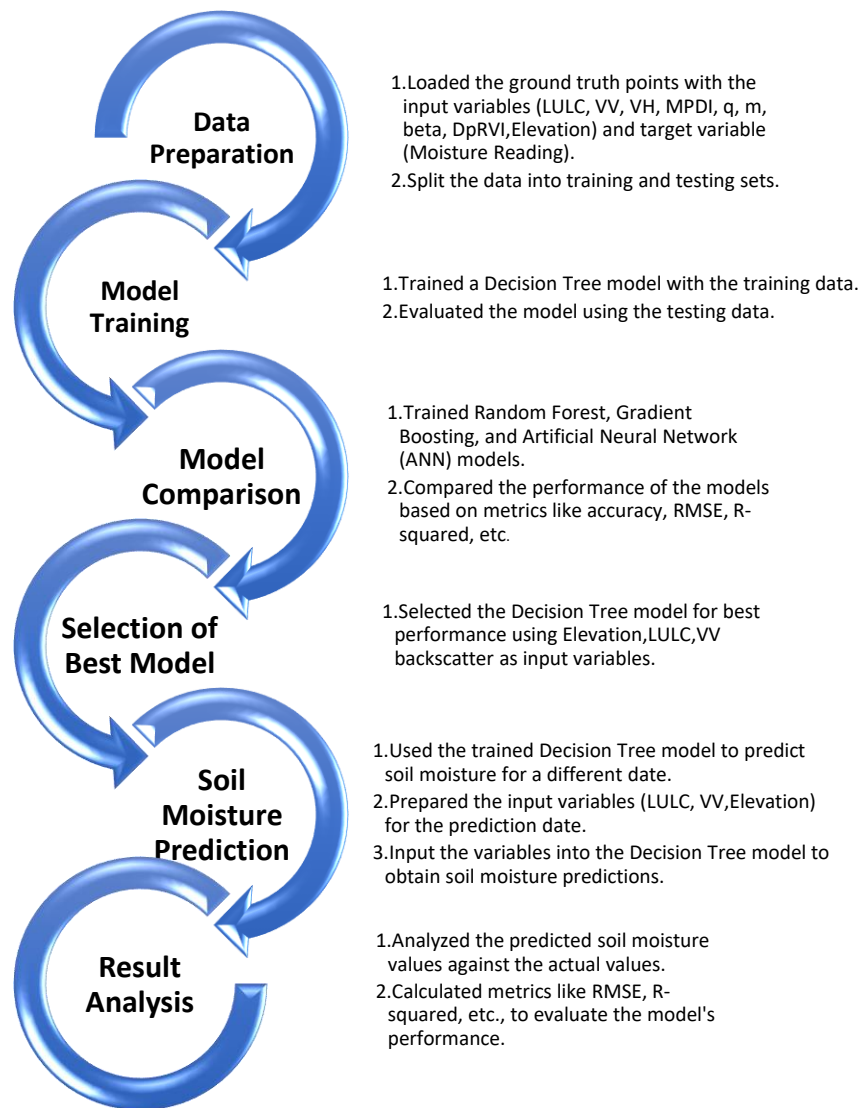 Data
Preparation
1.Loaded the ground truth points with the
input variables (LULC, VV, VH, MPDI, q, m,
beta, DpRVI,Elevation) and target variable
(Moisture Reading).
2.Split the data into training and testing sets.
Model
Training
1.Trained a Decision Tree model with the training data.
2.Evaluated the model using the testing data.
Model
Comparison
1.Trained Random Forest, Gradient
Boosting, and Artificial Neural Network
(ANN) models.
2.Compared the performance of the models
based on metrics like accuracy, RMSE, R-
squared, etc.
Selection of
Best Model
1.Selected the Decision Tree model for best
performance using Elevation,LULC,VV
backscatter as input variables.
Soil
Moisture
Prediction
1.Used the trained Decision Tree model to predict
soil moisture for a different date.
2.Prepared the input variables (LULC, VV,Elevation)
for the prediction date.
3.Input the variables into the Decision Tree model to
obtain soil moisture predictions.
Result
Analysis
1.Analyzed the predicted soil moisture
values against the actual values.
2.Calculated metrics like RMSE, R-
squared, etc., to evaluate the model's
performance.